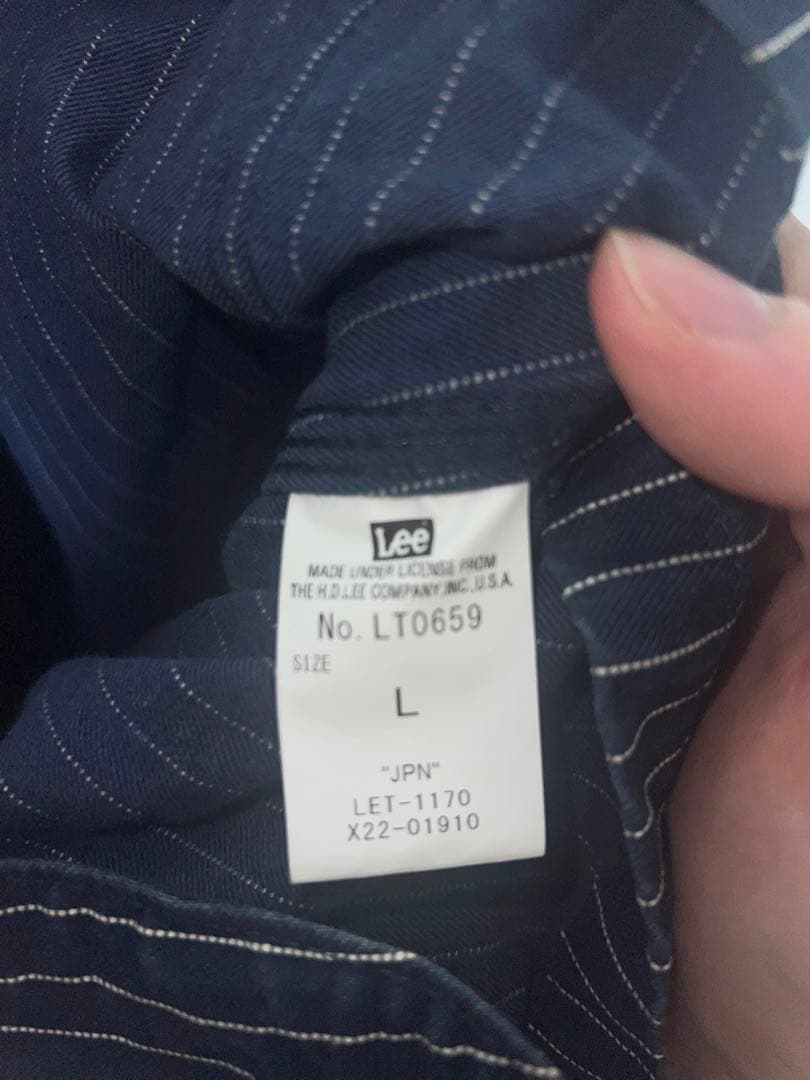 Lee
MADE UNDER LICENSE FROM
THE H.D.LEE COMPANY,INC.,U.S.A.
No. LT0659
SIZE
L
"JPN"
LET-1170
X22-01910